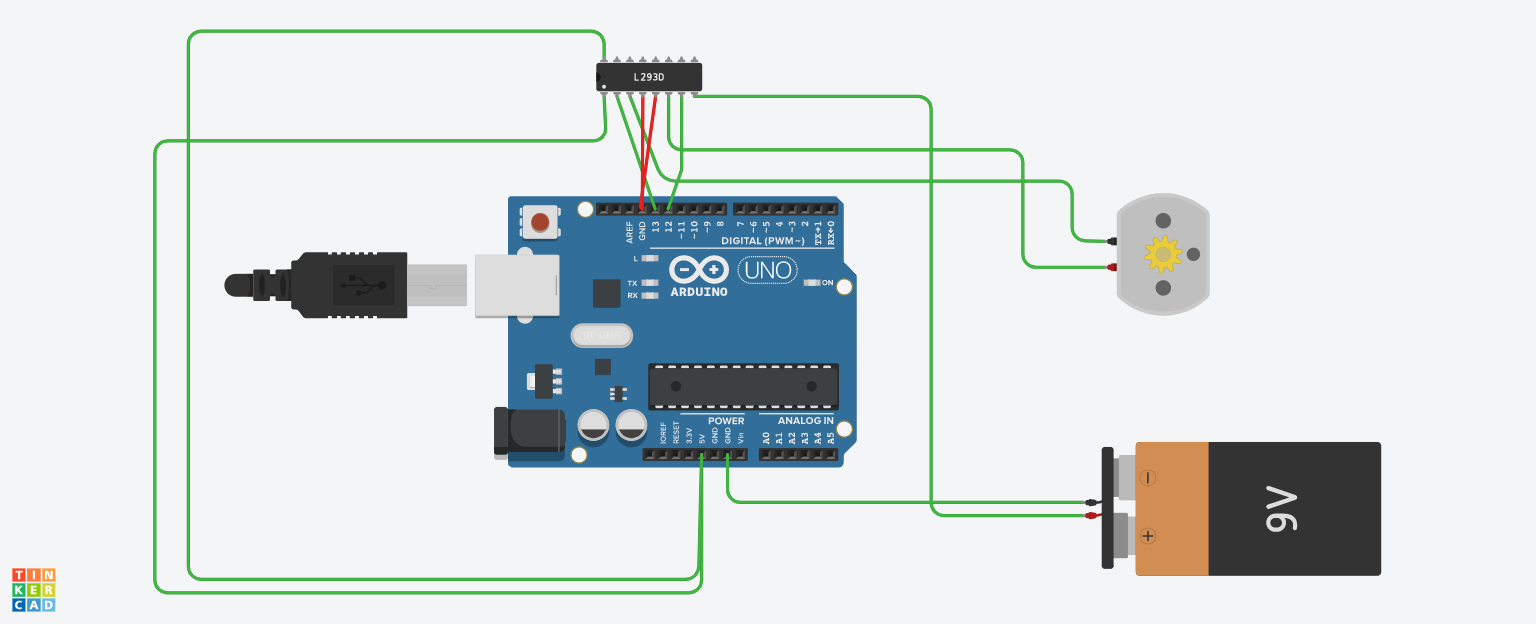 L293D
AREF
GND
13
12
~11
~10
~9
8
7
~6
~5
4
~3
2
TX→1
RX←0
DIGITAL (PWM~)
L
TX
RX
ARDUINO
UNO
ON
POWER
ANALOG IN
IOREF
RESET
3.3V
5V
GND
GND
Vin
A0
A1
A2
A3
A4
A5
9V
TIN
KER
CAD